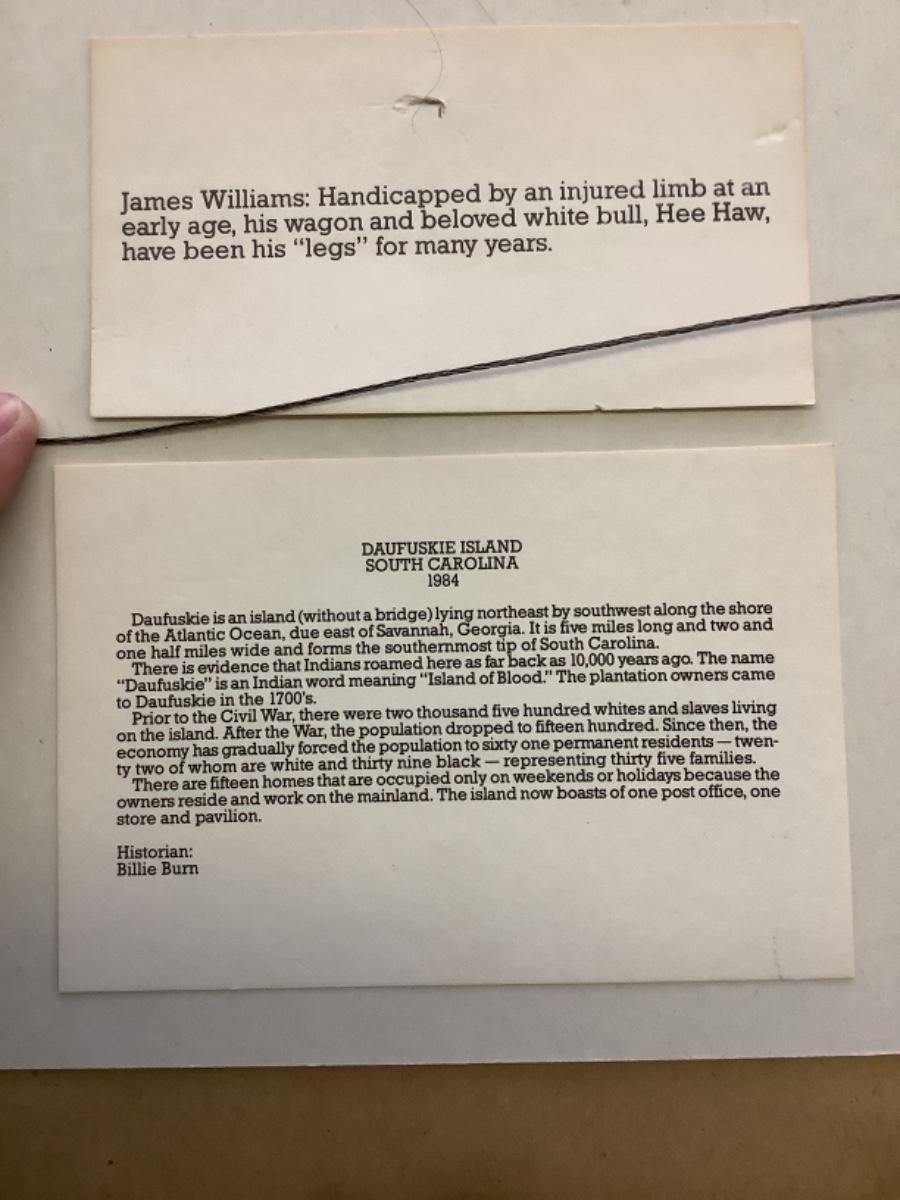 James Williams: Handicapped by an injured limb at an
early age, his wagon and beloved white bull, Hee Haw,
have been his “legs” for many years.
DAUFUSKIE ISLAND
SOUTH CAROLINA
1984
Daufuskie is an island (without a bridge) lying northeast by southwest along the shore
of the Atlantic Ocean, due east of Savannah, Georgia. It is five miles long and two and
one half miles wide and forms the southernmost tip of South Carolina.
There is evidence that Indians roamed here as far back as 10,000 years ago. The name
“Daufuskie” is an Indian word meaning “Island of Blood.” The plantation owners came
to Daufuskie in the 1700's.
Prior to the Civil War, there were two thousand five hundred whites and slaves living
on the island. After the War, the population dropped to fifteen hundred. Since then, the
economy has gradually forced the population to sixty one permanent residents — twen-
ty two of whom are white and thirty nine black — representing thirty five families.
There are fifteen homes that are occupied only on weekends or holidays because the
owners reside and work on the mainland. The island now boasts of one post office, one
store and pavilion.
Historian:
Billie Burn